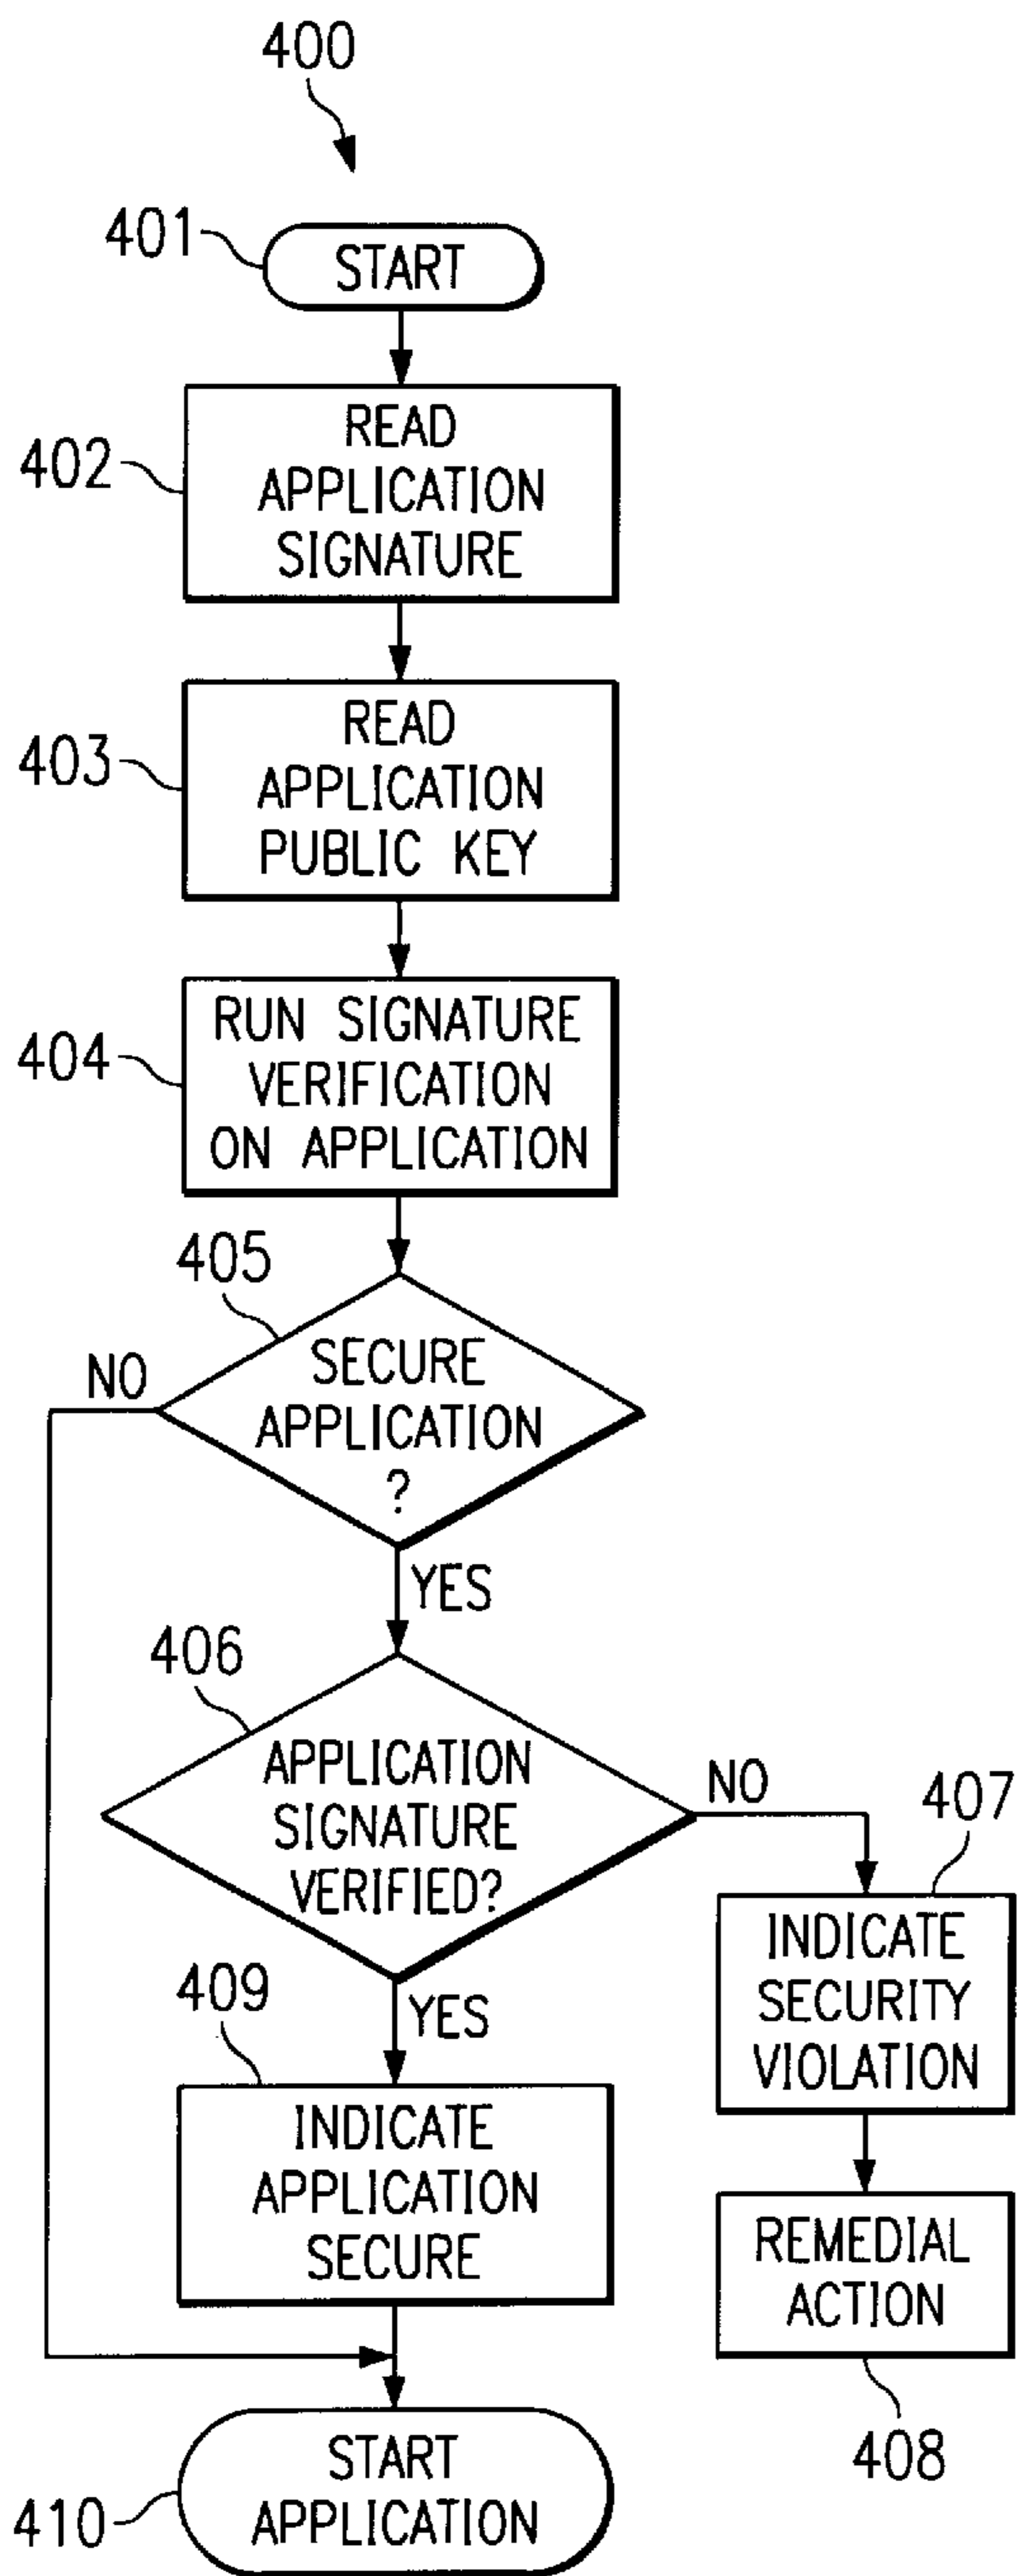 400
401
START
402
READ
APPLICATION
SIGNATURE
403
READ
APPLICATION
PUBLIC KEY
404
RUN SIGNATURE
VERIFICATION
ON APPLICATION
405
NO
SECURE
APPLICATION
?
YES
406
APPLICATION
SIGNATURE
VERIFIED?
NO
407
INDICATE
SECURITY
VIOLATION
409
YES
INDICATE
APPLICATION
SECURE
REMEDIAL
ACTION
408
410
START
APPLICATION